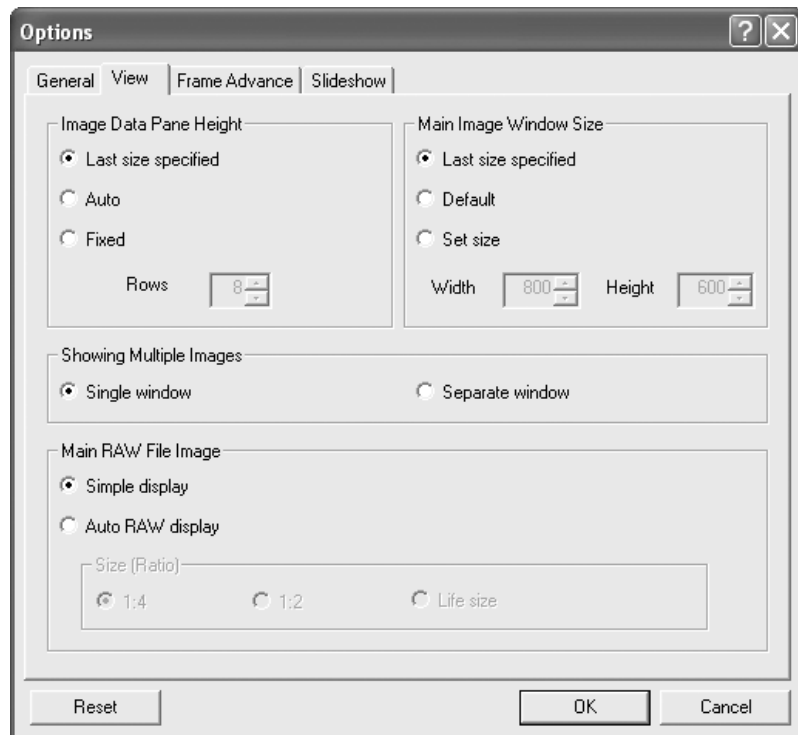 Options
General View Frame Advance Slideshow
Image Data Pane Height
Last size specified
Auto
Fixed
Rows 8
Main Image Window Size
Last size specified
Default
Set size
Width 800 Height 600
Showing Multiple Images
Single window Separate window
Main RAW File Image
Simple display
Auto RAW display
Size (Ratio)
1:4 1:2 Life size
Reset OK Cancel